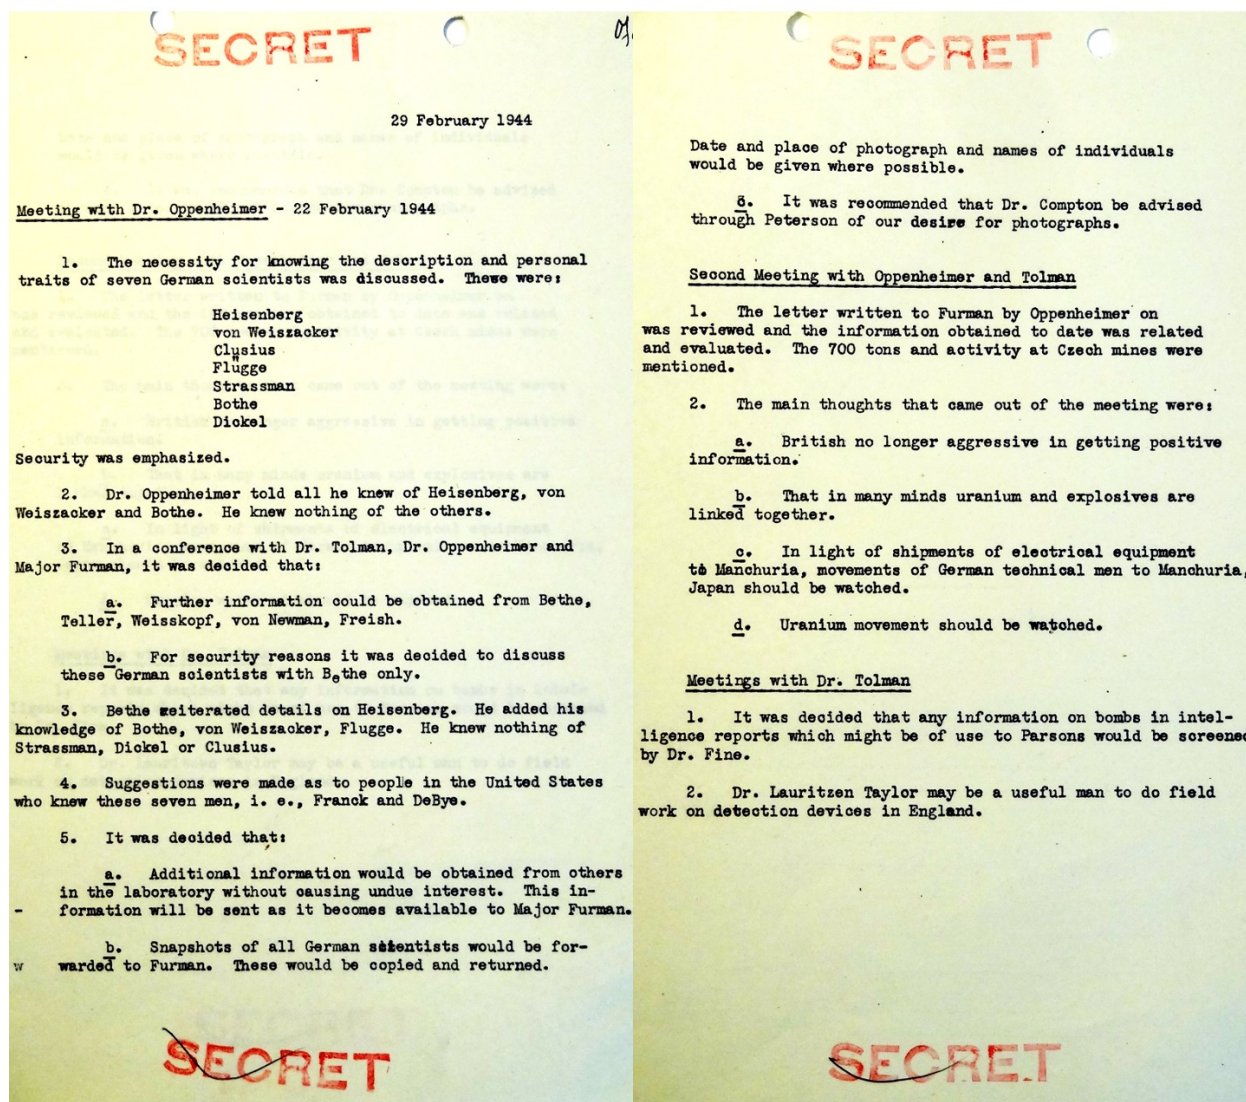 SECRET
29 February 1944
Meeting with Dr. Oppenheimer - 22 February 1944
1. The necessity for knowing the description and personal
traits of seven German scientists was discussed. These were:
Heisenberg
von Weiszacker
Clusius
Flügge
Strassman
Bothe
Dickel
Security was emphasized.
2. Dr. Oppenheimer told all he knew of Heisenberg, von
Weiszacker and Bothe. He knew nothing of the others.
3. In a conference with Dr. Tolman, Dr. Oppenheimer and
Major Furman, it was decided that:
a. Further information could be obtained from Bethe,
Teller, Weisskopf, von Newman, Freish.
b. For security reasons it was decided to discuss
these German scientists with Bethe only.
3. Bethe reiterated details on Heisenberg. He added his
knowledge of Bothe, von Weiszacker, Flugge. He knew nothing of
Strassman, Dickel or Clusius.
4. Suggestions were made as to people in the United States
who knew these seven men, i. e., Franck and DeBye.
5. It was decided that:
a. Additional information would be obtained from others
in the laboratory without causing undue interest. This in-
formation will be sent as it becomes available to Major Furman.
b. Snapshots of all German scientists would be for-
warded to Furman. These would be copied and returned.
SECRET
SECRET
Date and place of photograph and names of individuals
would be given where possible.
It was recommended that Dr. Compton be advised
through Peterson of our desire for photographs.
Second Meeting with Oppenheimer and Tolman
1. The letter written to Furman by Oppenheimer on
was reviewed and the information obtained to date was related
and evaluated. The 700 tons and activity at Czech mines were
mentioned.
2. The main thoughts that came out of the meeting were:
a. British no longer aggressive in getting positive
information.
b. That in many minds uranium and explosives are
linked together.
c. In light of shipments of electrical equipment
to Manchuria, movements of German technical men to Manchuria,
Japan should be watched.
d. Uranium movement should be watched.
Meetings with Dr. Tolman
1. It was decided that any information on bombs in intel-
ligence reports which might be of use to Parsons would be screened
by Dr. Fine.
2. Dr. Lauritzen Taylor may be a useful man to do field
work on detection devices in England.
SECRET